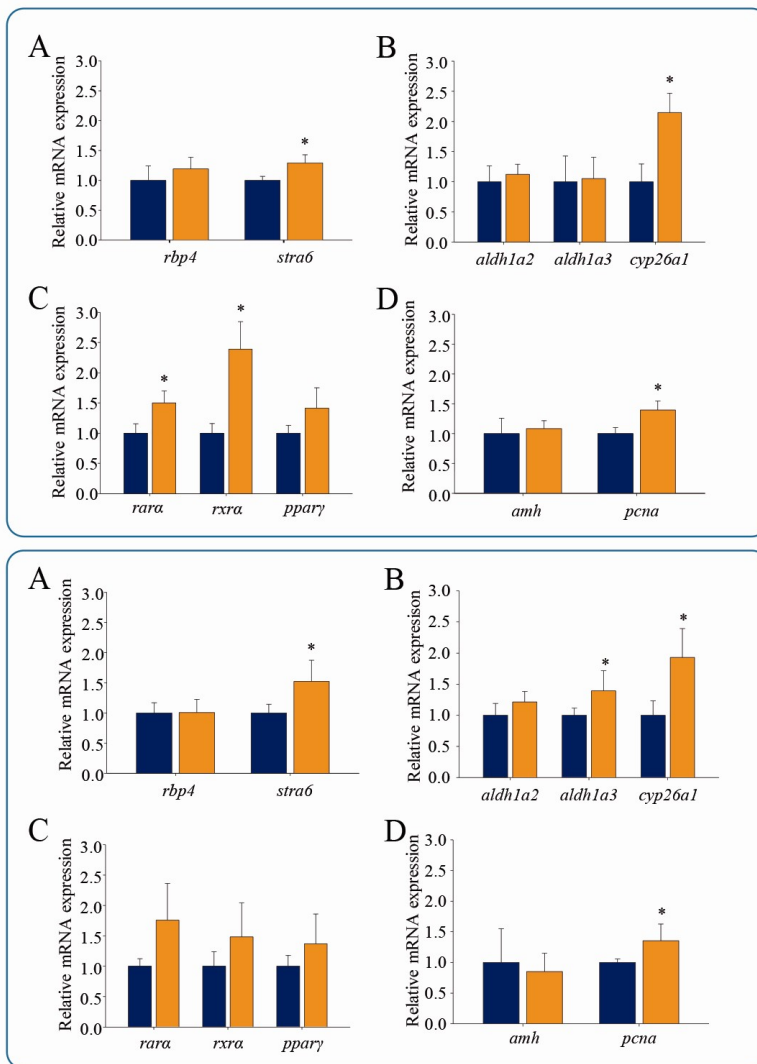 A
Relative mRNA expression
3.0
2.5
2.0
1.5
1.0
0.5
0.0
*
rbp4 stra6
B
Relative mRNA expression
3.0
2.5
2.0
1.5
1.0
0.5
0.0
*
aldh1a2 aldh1a3 cyp26a1
C
Relative mRNA expression
3.0
2.5
2.0
1.5
1.0
0.5
0.0
* *
rarα rxrα pparγ
D
Relative mRNA expression
3.0
2.5
2.0
1.5
1.0
0.5
0.0
*
amh pcna
A
Relative mRNA expression
3.0
2.5
2.0
1.5
1.0
0.5
0.0
*
rbp4 stra6
B
Relative mRNA expresison
3.0
2.5
2.0
1.5
1.0
0.5
0.0
* *
aldh1a2 aldh1a3 cyp26a1
C
Relative mRNA expression
3.0
2.5
2.0
1.5
1.0
0.5
0.0
rarα rxrα pparγ
D
Relative mRNA expression
3.0
2.5
2.0
1.5
1.0
0.5
0.0
*
amh pcna